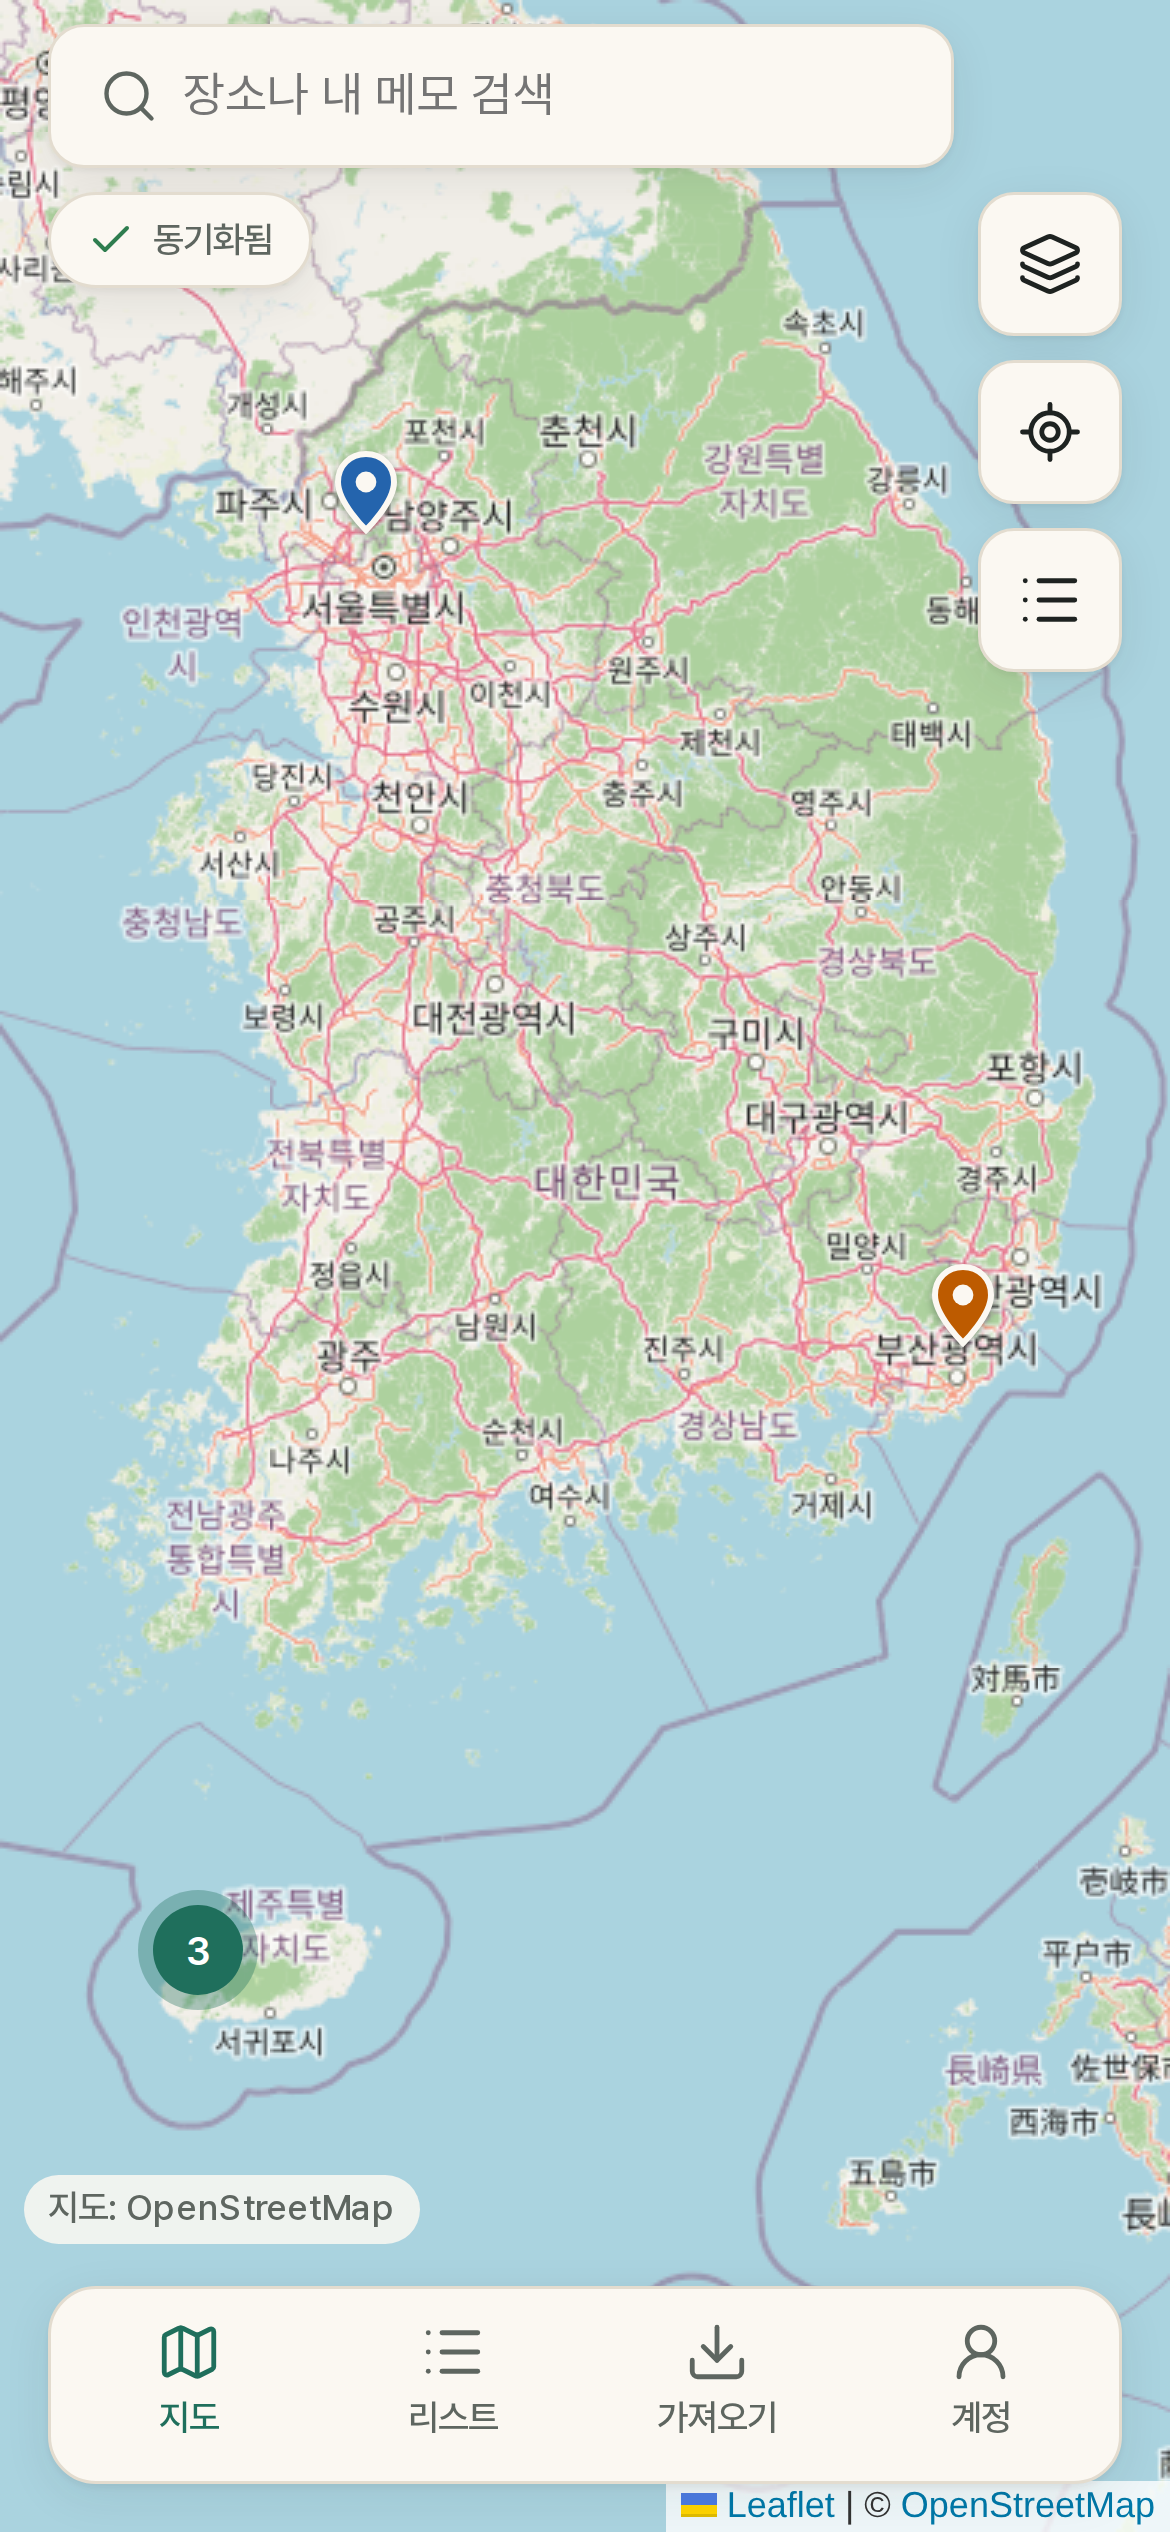 장소나 내 메모 검색
동기화됨
속초시
해주시
개성시
포천시
춘천시
강원특별
자치도
강릉시
파주시
남양주시
서울특별시
인천광역
시
동해
원주시
수원시
이천시
제천시
태백시
당진시
천안시
충주시
영주시
서산시
충청북도
안동시
충청남도
공주시
상주시
경상북도
보령시
대전광역시
구미시
포항시
대구광역시
전북특별
자치도
대한민국
경주시
정읍시
밀양시
광역시
남원시
광주
진주시
부산광역시
경상남도
순천시
나주시
여수시
거제시
전남광주
통합특별
시
対馬市
壱岐市
제주특별
자치도
3
平戸市
서귀포시
長崎県
佐世保
西海市
五島市
지도: OpenStreetMap
지도
리스트
가져오기
계정
Leaflet | © OpenStreetMap